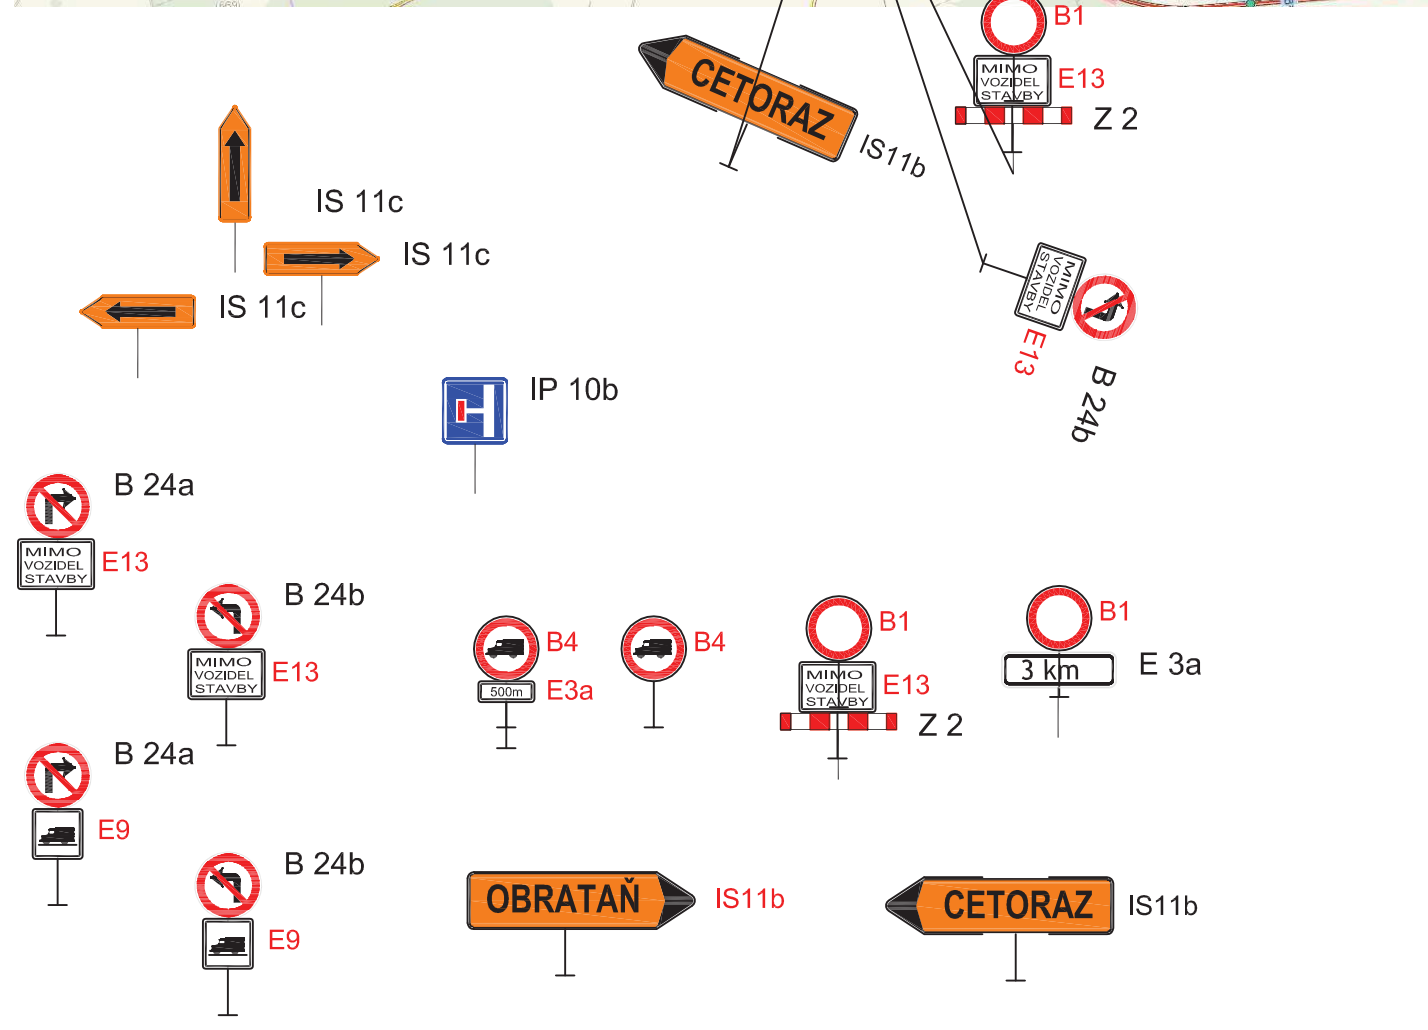 (669)
B1
MIMO
VOZIDEL
STAVBY
E13
Z 2
CETORAZ
IS11b
IS 11c
IS 11c
IS 11c
MIMO
VOZIDEL
STAVBY
E13
B 24b
IP 10b
B 24a
MIMO
VOZIDEL
STAVBY
E13
B 24b
MIMO
VOZIDEL
STAVBY
E13
B4
500m
E3a
B4
B1
MIMO
VOZIDEL
STAVBY
E13
Z 2
B1
3 km
E 3a
B 24a
E9
B 24b
E9
OBRATAŇ
IS11b
CETORAZ
IS11b